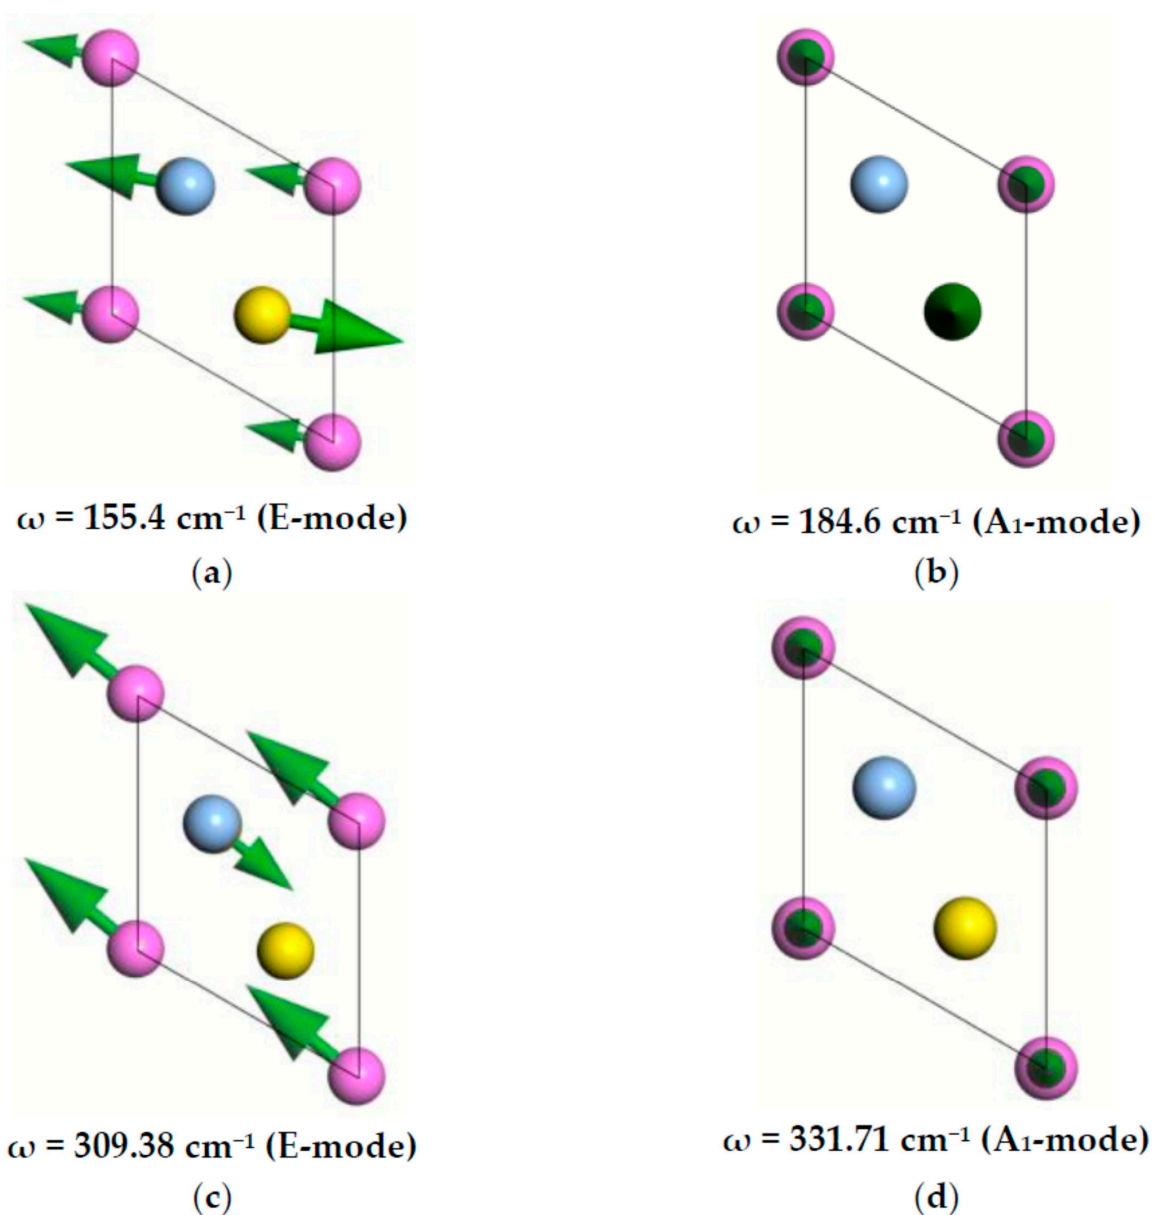 ω = 155.4 cm⁻¹ (E-mode)
(a)
ω = 184.6 cm⁻¹ (A₁-mode)
(b)
ω = 309.38 cm⁻¹ (E-mode)
(c)
ω = 331.71 cm⁻¹ (A₁-mode)
(d)